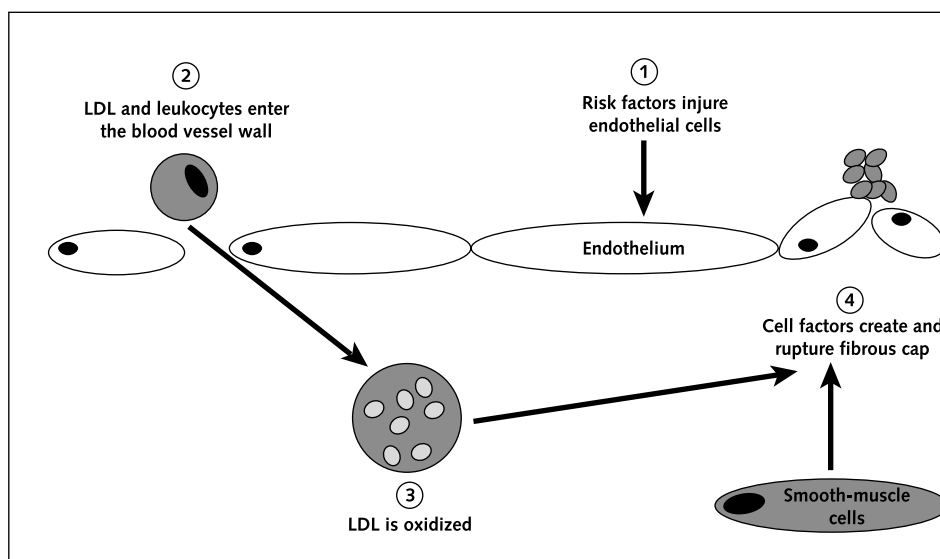 ②
LDL and leukocytes enter
the blood vessel wall
①
Risk factors injure
endothelial cells
Endothelium
④
Cell factors create and
rupture fibrous cap
③
LDL is oxidized
Smooth-muscle
cells